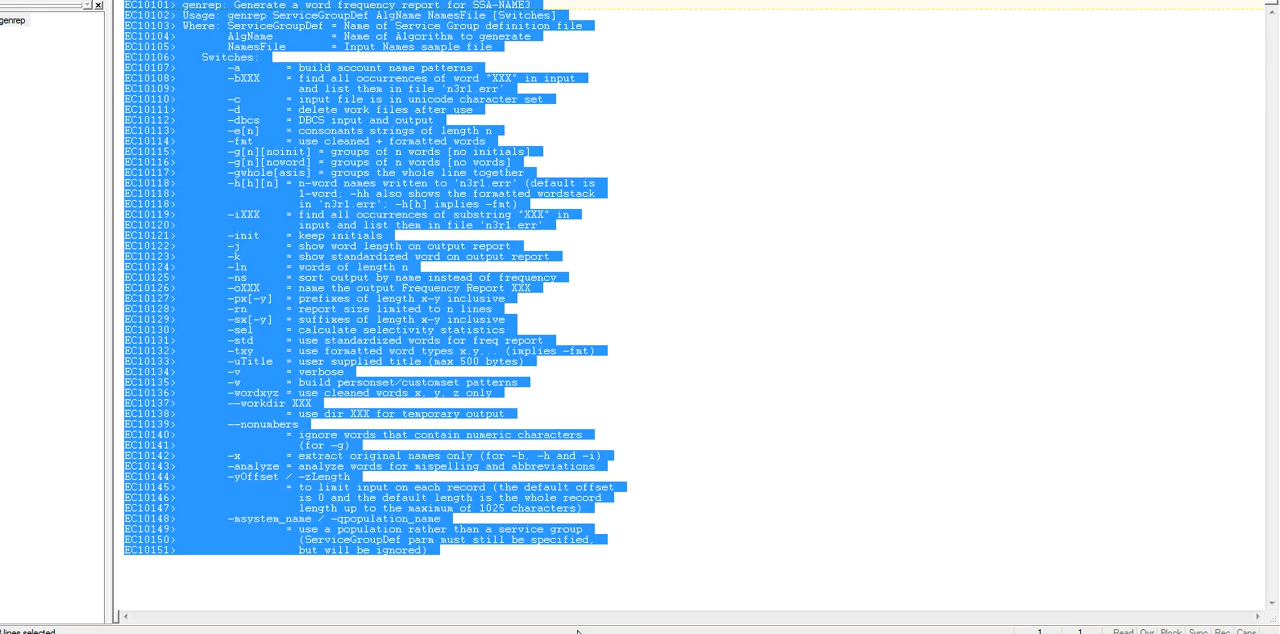 genrep
EC10101> genrep: Generate a word frequency report for SSA-NAME3
EC10102> Usage: genrep ServiceGroupDef AlgName NamesFile [Switches]
EC10103> Where: ServiceGroupDef = Name of Service Group definition file
EC10104> AlgName = Name of Algorithm to generate
EC10105> NamesFile = Input Names sample file
EC10106> Switches:
EC10107> -a = build account name patterns
EC10108> -bXXX = find all occurrences of word "XXX" in input
EC10109> and list them in file 'n3r1.err'
EC10110> -c = input file is in unicode character set
EC10111> -d = delete work files after use
EC10112> -dbcs = DBCS input and output
EC10113> -e[n] = consonants strings of length n
EC10114> -fmt = use cleaned + formatted words
EC10115> -g[n][noinit] = groups of n words [no initials]
EC10116> -g[n][noword] = groups of n words [no words]
EC10117> -gwhole[asis] = groups the whole line together
EC10118> -h[h][n] = n-word names written to 'n3r1.err' (default is
EC10118> 1-word; -hh also shows the formatted wordstack
EC10118> in 'n3r1.err'; -h[h] implies -fmt)
EC10119> -iXXX = find all occurrences of substring "XXX" in
EC10120> input and list them in file 'n3r1.err'
EC10121> -init = keep initials
EC10122> -j = show word length on output report
EC10123> -k = show standardized word on output report
EC10124> -ln = words of length n
EC10125> -ns = sort output by name instead of frequency
EC10126> -oXXX = name the output Frequency Report XXX
EC10127> -px[-y] = prefixes of length x-y inclusive
EC10128> -rn = report size limited to n lines
EC10129> -sx[-y] = suffixes of length x-y inclusive
EC10130> -sel = calculate selectivity statistics
EC10131> -std = use standardized words for freq report
EC10132> -txy = use formatted word types x,y... (implies -fmt)
EC10133> -uTitle = user supplied title (max 500 bytes)
EC10134> -v = verbose
EC10135> -w = build personset/customset patterns
EC10136> -wordxyz = use cleaned words x, y, z only
EC10137> --workdir XXX
EC10138> = use dir XXX for temporary output
EC10139> --nonumbers
EC10140> = ignore words that contain numeric characters
EC10141> (for -g)
EC10142> -x = extract original names only (for -b, -h and -i)
EC10143> -analyze = analyze words for mispelling and abbreviations
EC10144> -yOffset / -zLength
EC10145> = to limit input on each record (the default offset
EC10146> is 0 and the default length is the whole record
EC10147> length up to the maximum of 1025 characters)
EC10148> -msystem_name / -qpopulation_name
EC10149> = use a population rather than a service group
EC10150> (ServiceGroupDef parm must still be specified,
EC10151> but will be ignored)
lines selected 1 1 Read Ovr Block Sync Rec Caps